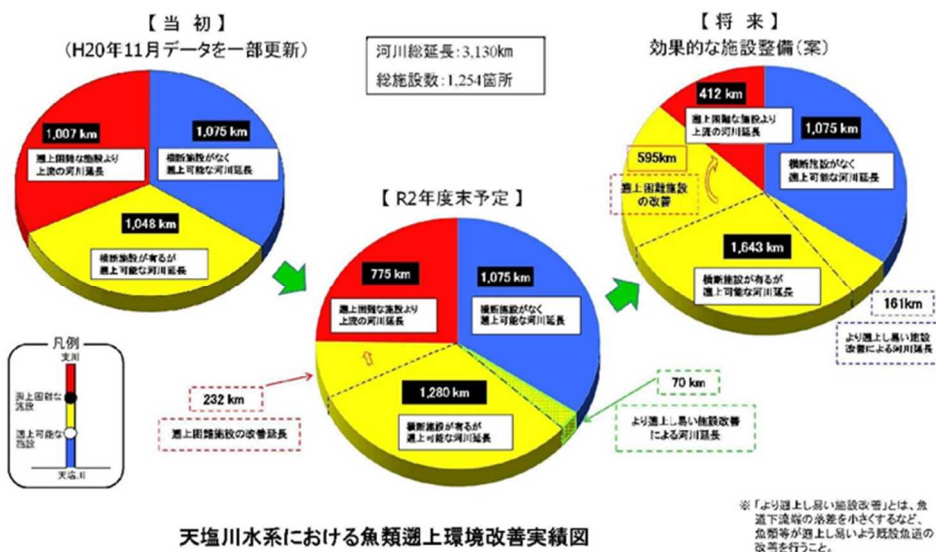 【 当 初 】
(H20年11月データを一部更新)
1,007 km
遡上困難な施設より
上流の河川延長
1,075 km
横断施設がなく
遡上可能な河川延長
1,048 km
横断施設が有るが
遡上可能な河川延長
河川総延長:3,130km
総施設数:1,254箇所
【 将 来 】
効果的な施設整備(案)
412 km
遡上困難な施設より
上流の河川延長
1,075 km
横断施設がなく
遡上可能な河川延長
595km
遡上困難施設
の改善
1,643 km
横断施設が有るが
遡上可能な河川延長
161km
より遡上し易い施設
改善による河川延長
【 R2年度末予定 】
775 km
遡上困難な施設より
上流の河川延長
1,075 km
横断施設がなく
遡上可能な河川延長
1,280 km
横断施設が有るが
遡上可能な河川延長
232 km
遡上困難施設の改善延長
70 km
より遡上し易い施設改善
による河川延長
凡例
支川
遡上困難な
施設
遡上可能な
施設
天塩川
天塩川水系における魚類遡上環境改善実績図
※「より遡上し易い施設改善」とは、魚
道下流端の落差を小さくするなど、
魚類等が遡上し易いよう既設魚道の
改善を行うこと。